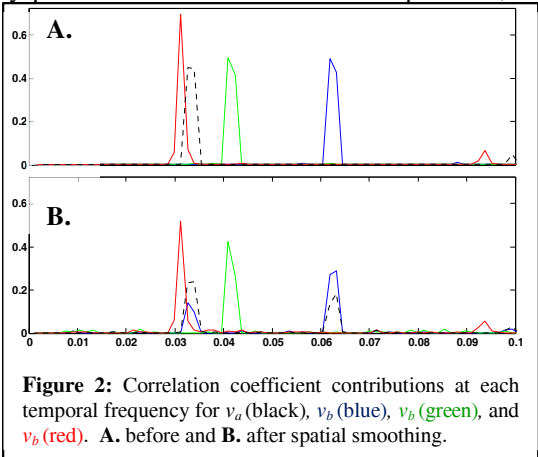 A.
0.6
0.4
0.2
0
B.
0.6
0.4
0.2
0
0 0.01 0.02 0.03 0.04 0.05 0.06 0.07 0.08 0.09 0.1
Figure 2: Correlation coefficient contributions at each
temporal frequency for va (black), vb (blue), vb (green), and
vb (red). A. before and B. after spatial smoothing.